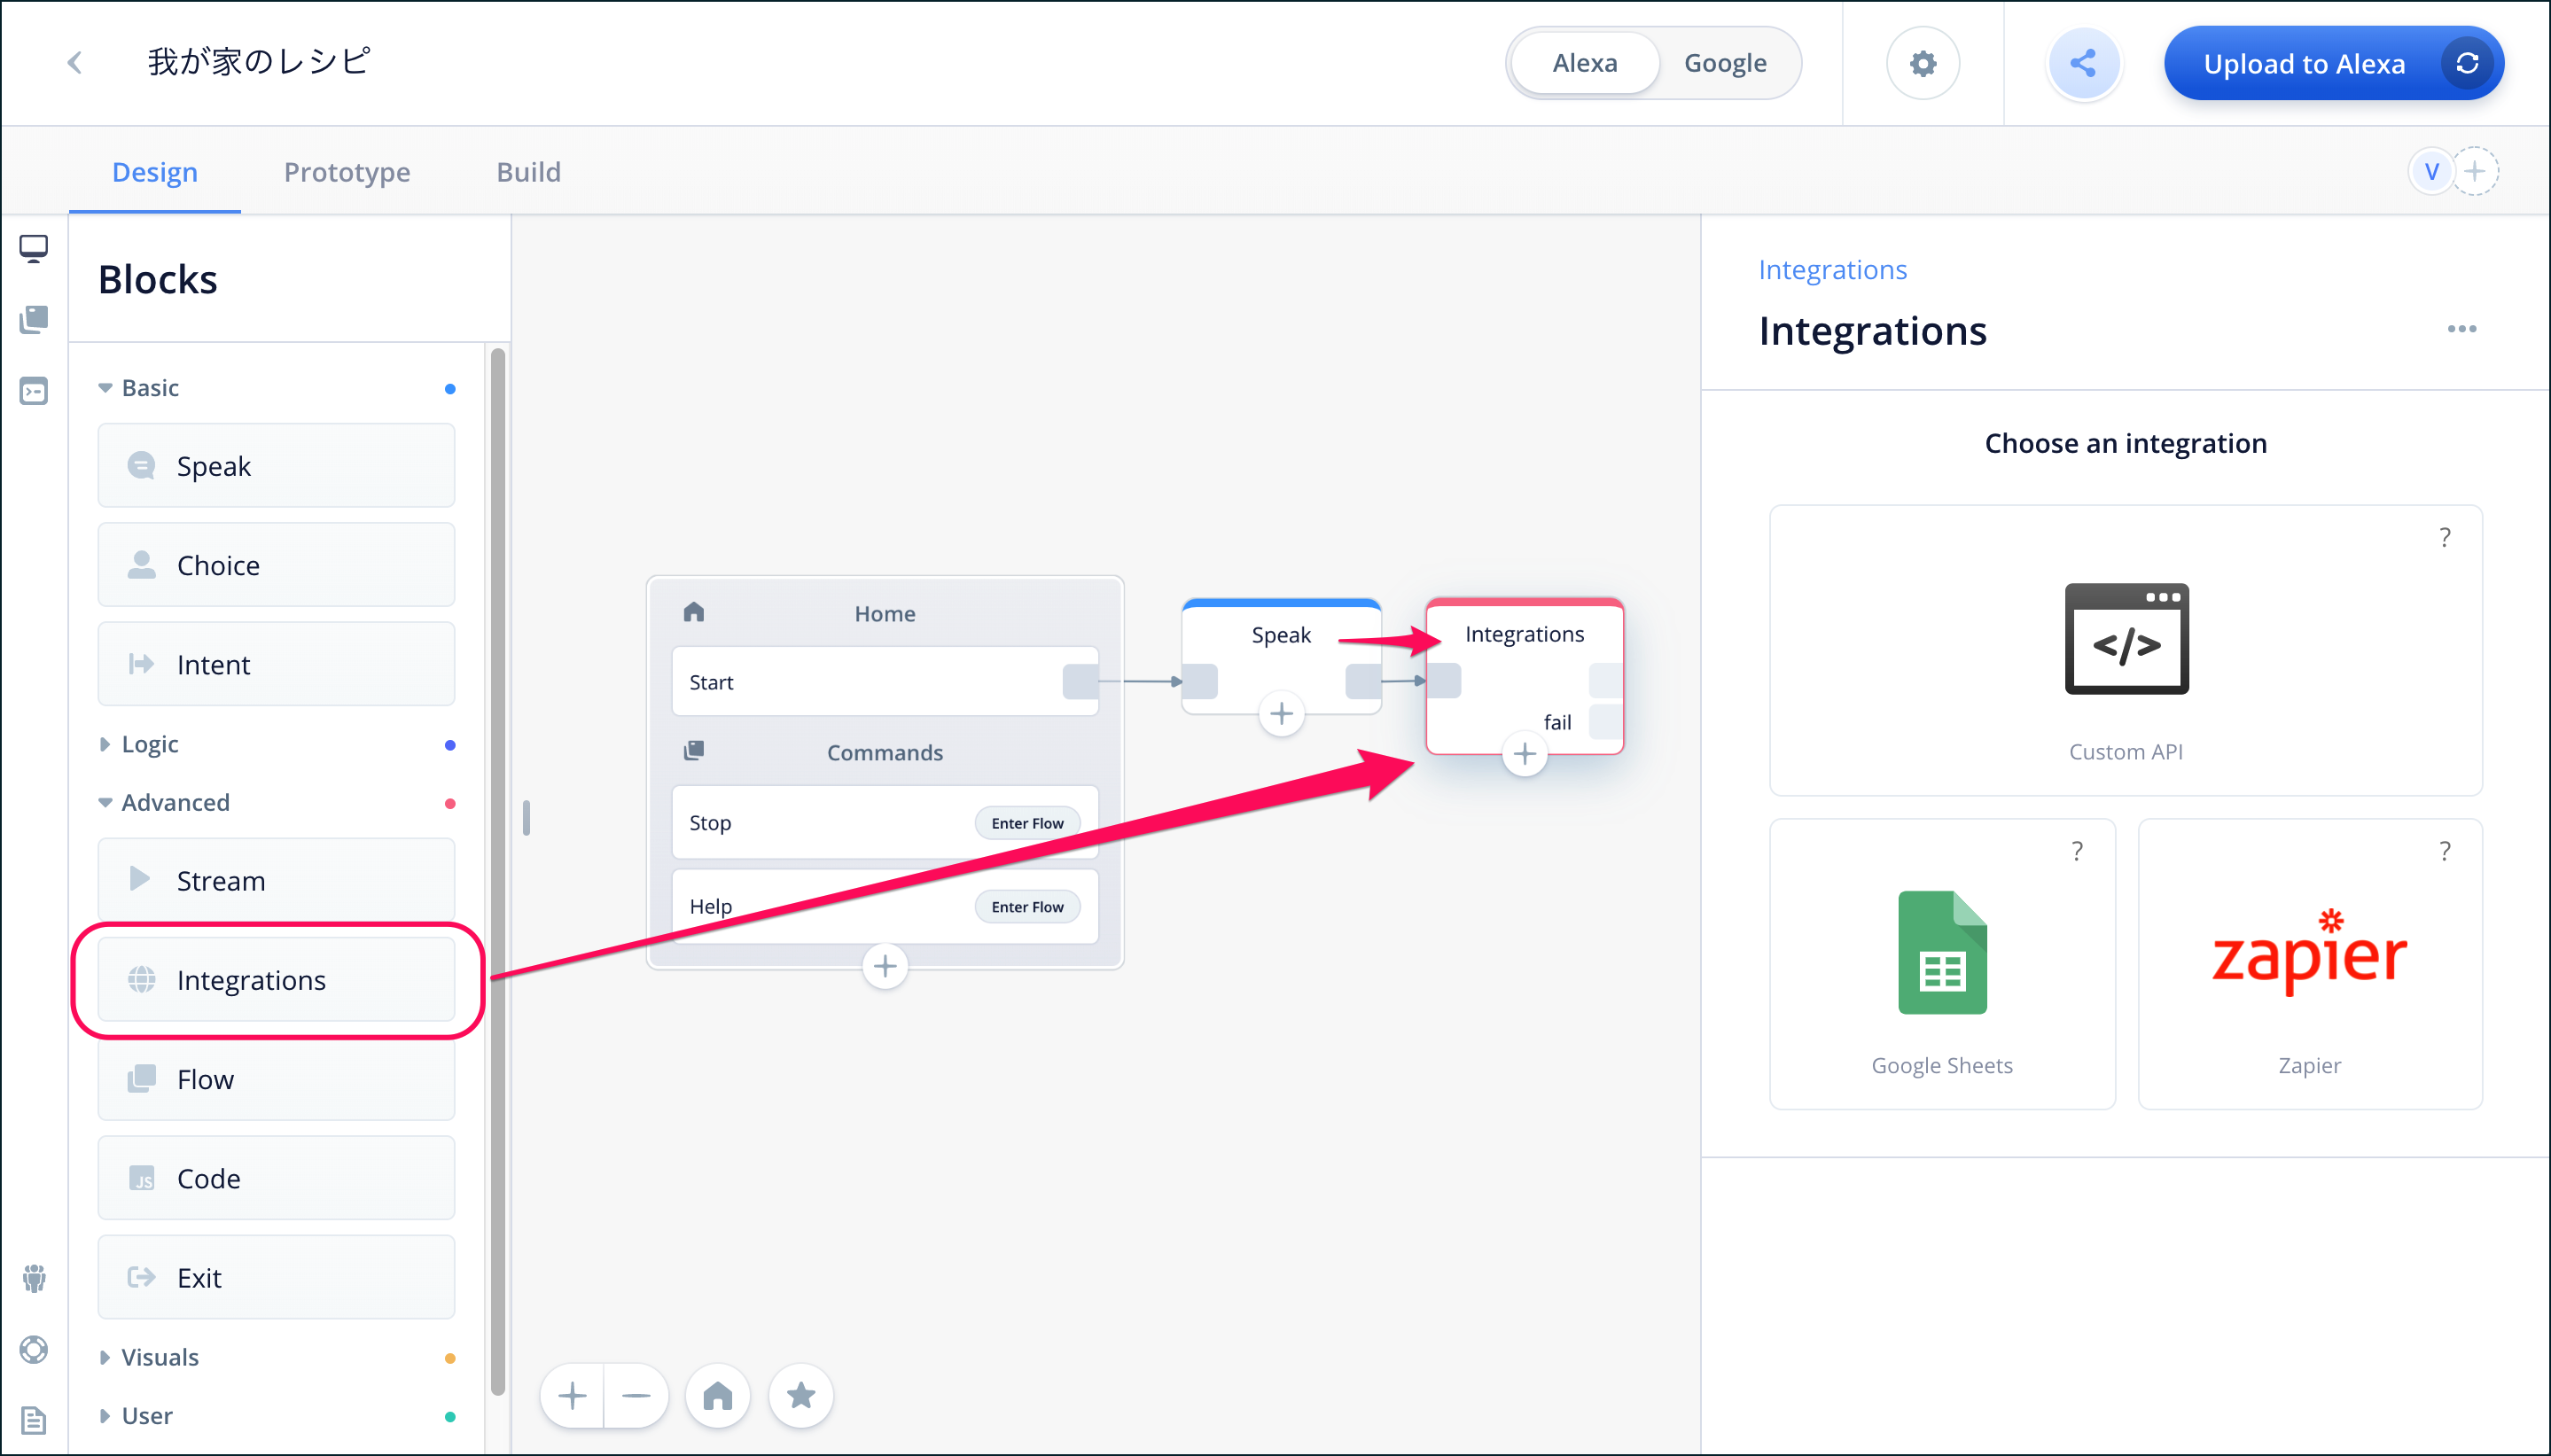 我が家のレシピ
Alexa
Google
Upload to Alexa
Design
Prototype
Build
V
Blocks
Basic
Speak
Choice
Intent
Logic
Advanced
Stream
Integrations
Flow
JS
Code
Exit
Visuals
User
Home
Start
Commands
Stop
Enter Flow
Help
Enter Flow
Speak
Integrations
fail
Integrations
Integrations
Choose an integration
?
</>
Custom API
?
Google Sheets
?
zapier
Zapier